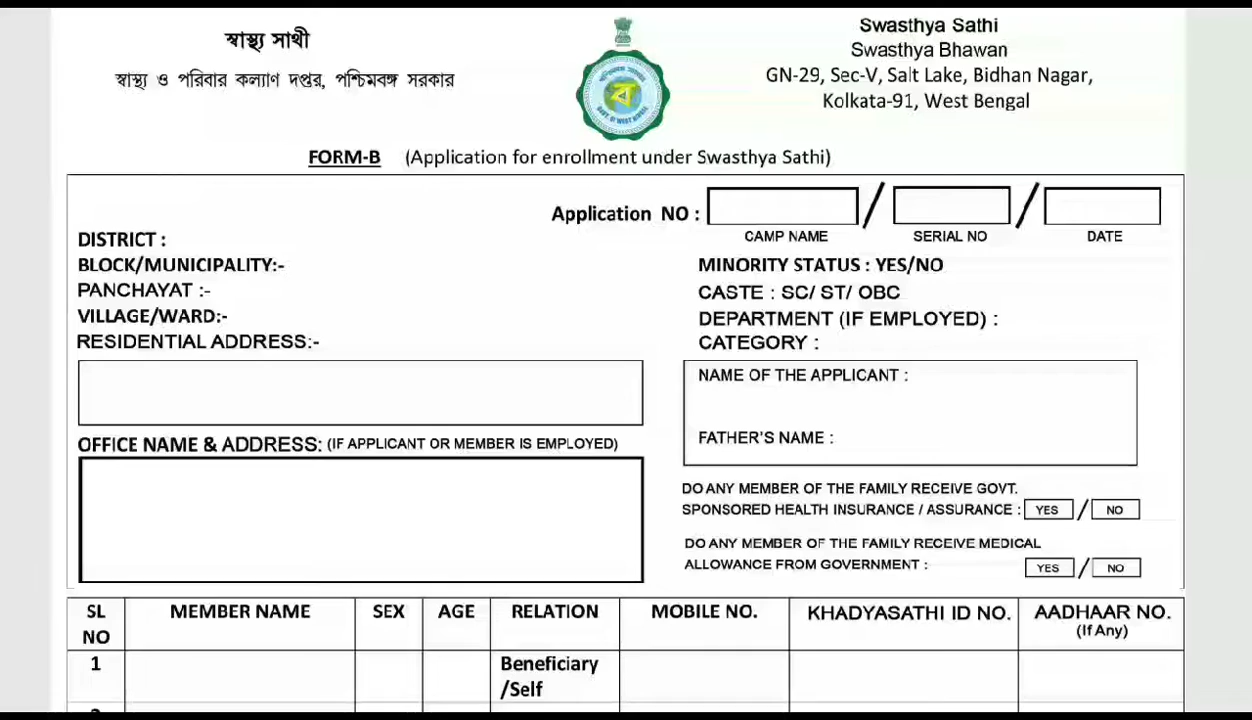 স্বাস্থ্য সাথী
স্বাস্থ্য ও পরিবার কল্যাণ দপ্তর, পশ্চিমবঙ্গ সরকার
Swasthya Sathi
Swasthya Bhawan
GN-29, Sec-V, Salt Lake, Bidhan Nagar,
Kolkata-91, West Bengal
FORM-B (Application for enrollment under Swasthya Sathi)
Application NO : / /
CAMP NAME SERIAL NO DATE
DISTRICT :
BLOCK/MUNICIPALITY:-
PANCHAYAT :-
VILLAGE/WARD:-
RESIDENTIAL ADDRESS:-
OFFICE NAME & ADDRESS: (IF APPLICANT OR MEMBER IS EMPLOYED)
MINORITY STATUS : YES/NO
CASTE : SC/ ST/ OBC
DEPARTMENT (IF EMPLOYED) :
CATEGORY :
NAME OF THE APPLICANT :
FATHER'S NAME :
DO ANY MEMBER OF THE FAMILY RECEIVE GOVT.
SPONSORED HEALTH INSURANCE / ASSURANCE : YES / NO
DO ANY MEMBER OF THE FAMILY RECEIVE MEDICAL
ALLOWANCE FROM GOVERNMENT : YES / NO
SL NO MEMBER NAME SEX AGE RELATION MOBILE NO. KHADYASATHI ID NO. AADHAAR NO. (If Any)
1 Beneficiary /Self